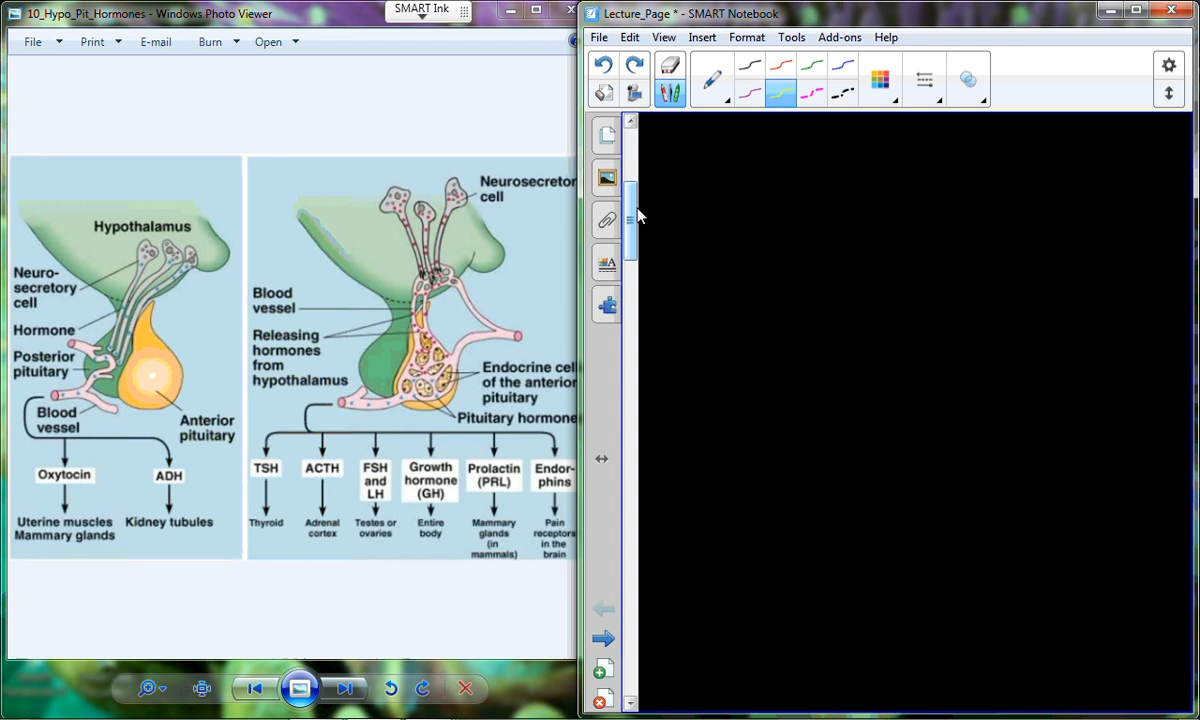 10_Hypo_Pit_Hormones - Windows Photo Viewer
SMART Ink
File Print E-mail Burn Open
Hypothalamus
Neuro-
secretory
cell
Hormone
Posterior
pituitary
Blood
vessel
Anterior
pituitary
Oxytocin
ADH
Uterine muscles
Mammary glands
Kidney tubules
Neurosecretor
cell
Blood
vessel
Releasing
hormones
from
hypothalamus
Endocrine cel
of the anterior
pituitary
Pituitary hormone
TSH
ACTH
FSH
and
LH
Growth
hormone
(GH)
Prolactin
(PRL)
Endor-
phins
Thyroid
Adrenal
cortex
Testes or
ovaries
Entire
body
Mammary
glands
(in
mammals)
Pain
receptors
in the
brain
Lecture_Page * - SMART Notebook
File Edit View Insert Format Tools Add-ons Help